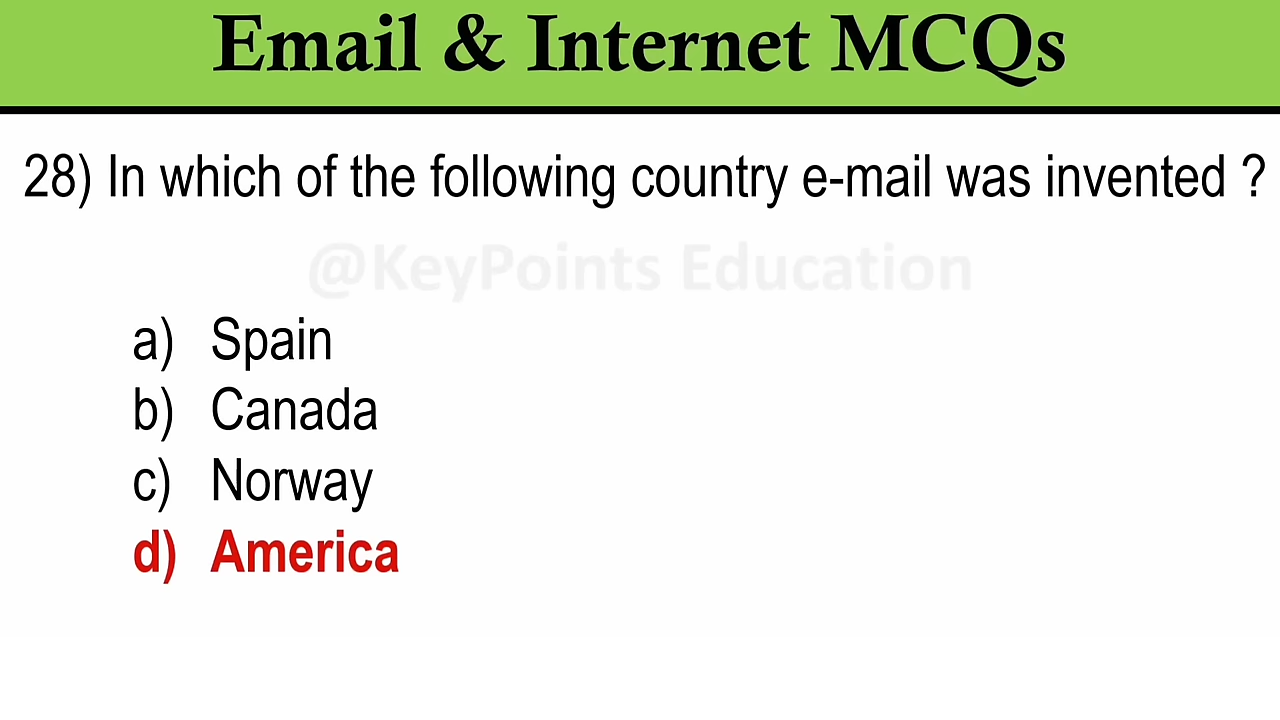 Email & Internet MCQs
28) In which of the following country e-mail was invented ?
@KeyPoints Education
a) Spain
b) Canada
c) Norway
d) America